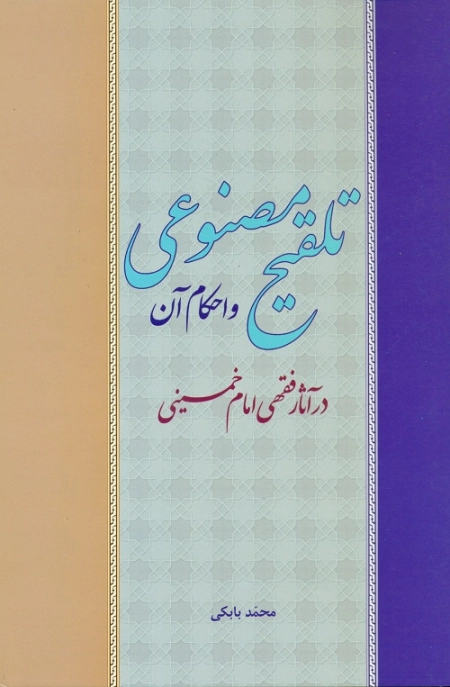 تلقیح مصنوعی
و احکام آن
در آثار فقهی امام خمینی
محمّد بابکی